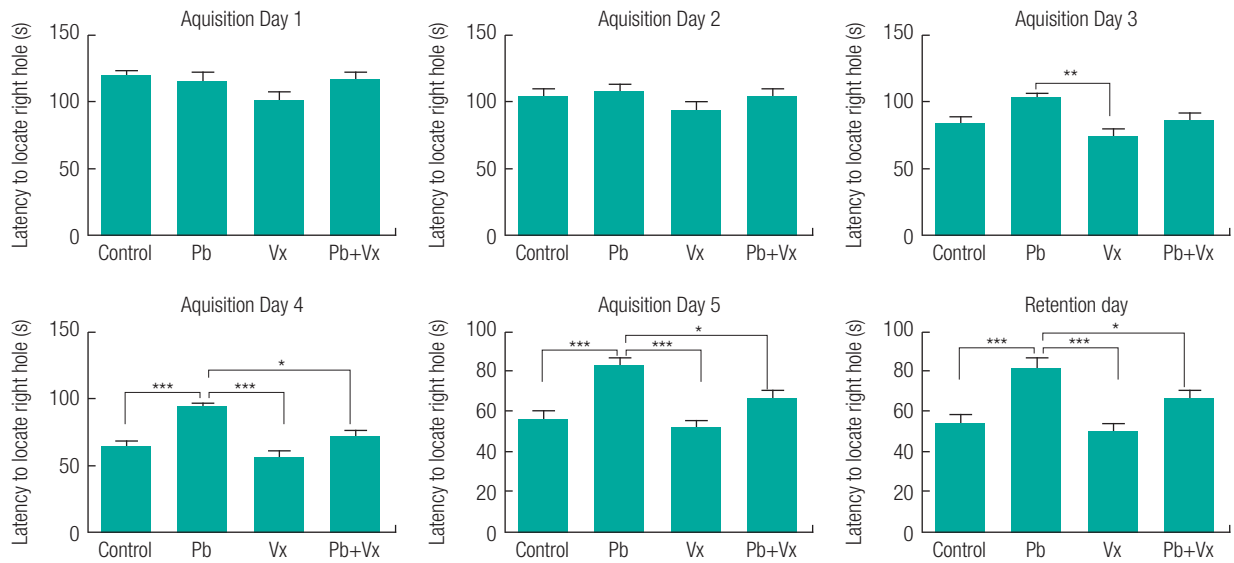 Aquisition Day 1
Latency to locate right hole (s)
150
100
50
0
Control Pb Vx Pb+Vx
Aquisition Day 2
Latency to locate right hole (s)
150
100
50
0
Control Pb Vx Pb+Vx
Aquisition Day 3
Latency to locate right hole (s)
150
**
100
50
0
Control Pb Vx Pb+Vx
Aquisition Day 4
Latency to locate right hole (s)
150
*
*** ***
100
50
0
Control Pb Vx Pb+Vx
Aquisition Day 5
Latency to locate right hole (s)
100
*
*** ***
80
60
40
20
0
Control Pb Vx Pb+Vx
Retention day
Latency to locate right hole (s)
100
*
*** ***
80
60
40
20
0
Control Pb Vx Pb+Vx